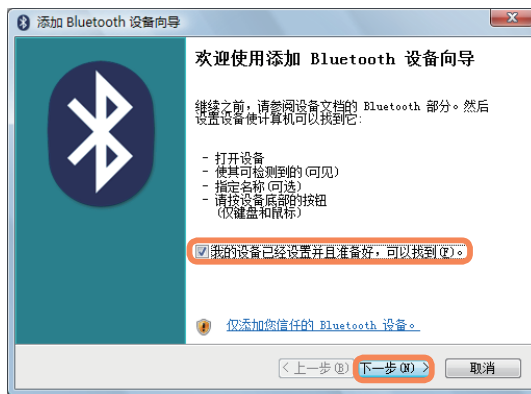 添加 Bluetooth 设备向导
欢迎使用添加 Bluetooth 设备向导
继续之前，请参阅设备文档的 Bluetooth 部分。然后
设置设备使计算机可以找到它:
- 打开设备
- 使其可检测到的(可见)
- 指定名称(可选)
- 请按设备底部的按钮
(仅键盘和鼠标)
我的设备已经设置并且准备好，可以找到(F)。
仅添加您信任的 Bluetooth 设备。
< 上一步(B)
下一步(N) >
取消